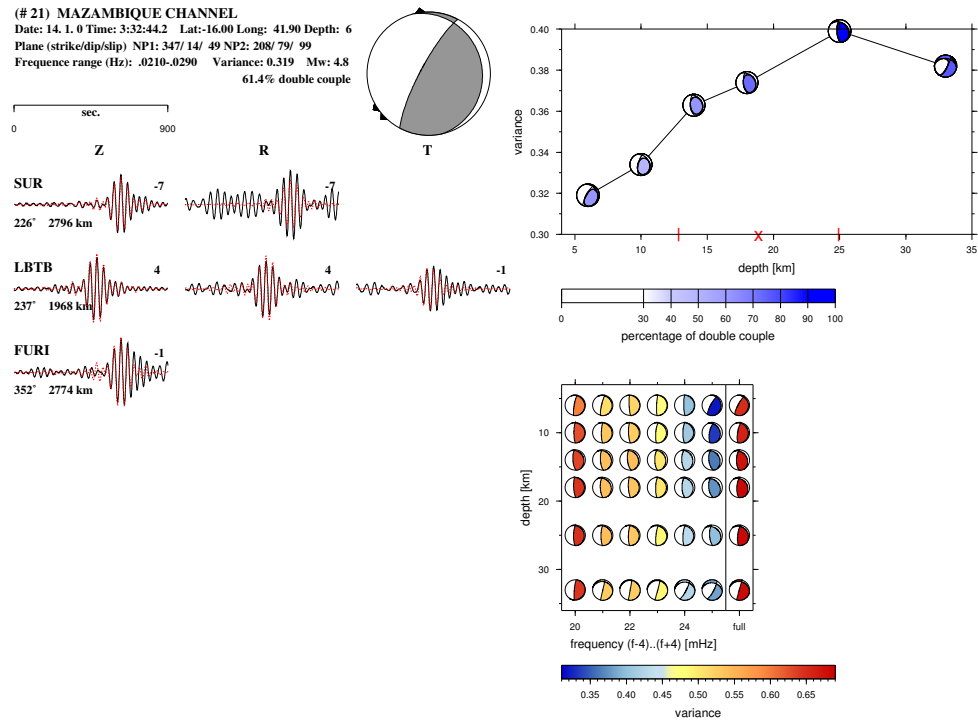 (# 21) MAZAMBIQUE CHANNEL
Date: 14. 1. 0 Time: 3:32:44.2 Lat:-16.00 Long: 41.90 Depth: 6
Plane (strike/dip/slip) NP1: 347/ 14/ 49 NP2: 208/ 79/ 99
Frequence range (Hz): .0210-.0290 Variance: 0.319 Mw: 4.8
61.4% double couple
sec.
0 900
Z R T
SUR -7 -7
226° 2796 km
LBTB 4 4 -1
237° 1968 km
FURI -1
352° 2774 km
0.40
0.38
0.36
0.34
0.32
0.30
variance
5 10 15 20 25 30 35
x
depth [km]
0 30 40 50 60 70 80 90 100
percentage of double couple
10
20
30
depth [km]
20 22 24 full
frequency (f-4)..(f+4) [mHz]
0.35 0.40 0.45 0.50 0.55 0.60 0.65
variance